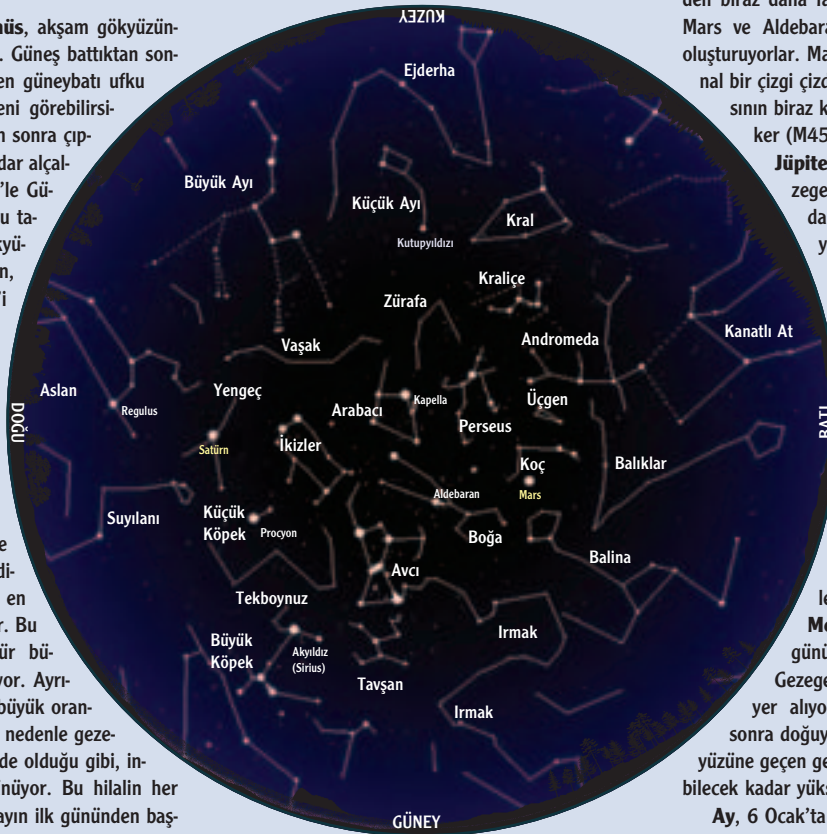 nüs, akşam gökyüzün-
. Güneş battıktan son-
en güneybatı ufku
eni görebilirsi-
n sonra çıp-
dar alçal-
'le Gü-
u ta-
kyü-
n,
'i
e
di-
en
r. Bu
ür bü-
yor. Ayrı-
büyük oran-
nedenle geze-
de olduğu gibi, in-
nüyor. Bu hilalin her
ayın ilk gününden baş-
KUZEY
Ejderha
Büyük Ayı
Küçük Ayı
Kutupyıldızı
Kral
Kraliçe
Zürafa
Andromeda
Kanatlı At
Vaşak
Aslan
Regulus
Yengeç
Arabacı
Kapella
Perseus
Üçgen
DOĞU
BATI
Satürn
İkizler
Koç
Mars
Balıklar
Aldebaran
Suyılanı
Küçük
Köpek
Procyon
Boğa
Avcı
Balina
Tekboynuz
Büyük
Köpek
Akyıldız
(Sirius)
Tavşan
Irmak
Irmak
GÜNEY
den biraz daha
Mars ve Aldebara
oluşturuyorlar. Ma
nal bir çizgi çizd
sının biraz k
ker (M45
Jüpite
zege
da
y
le
Me
günü
Gezege
yer alıyo
sonra doğuy
yüzüne geçen ge
bilecek kadar yüks
Ay, 6 Ocak'ta